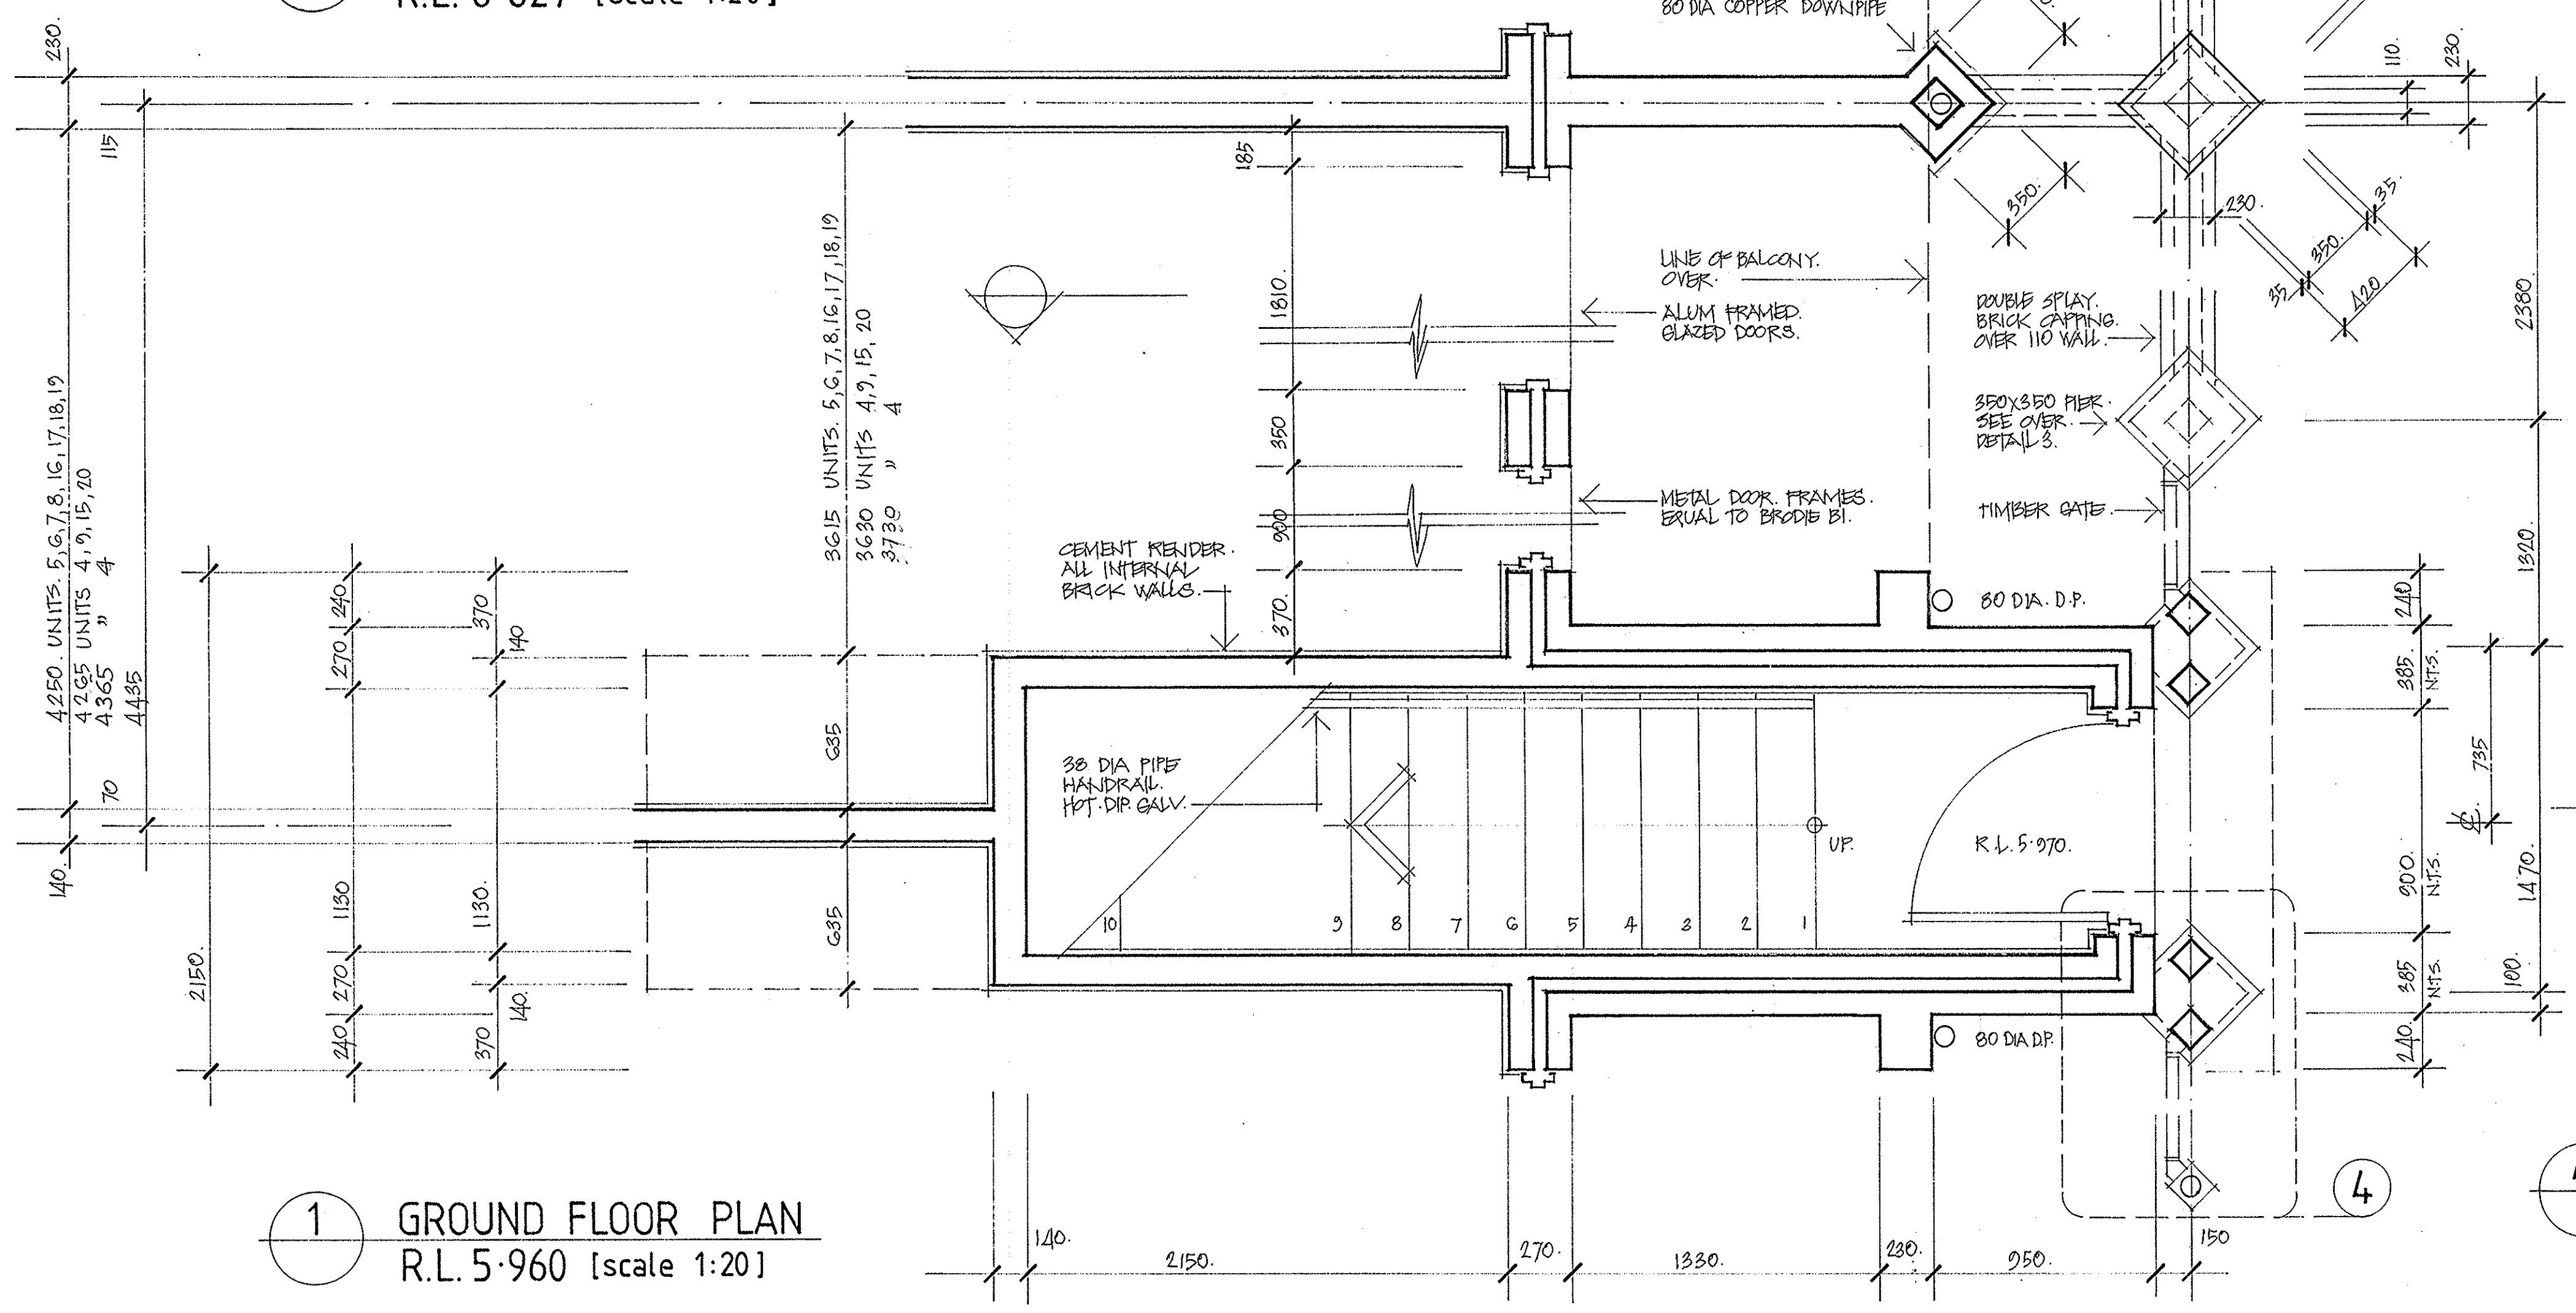 80 DIA COPPER DOWNPIPE
230.
115
185
110.
230.
350.
230.
35.
350.
35
420
2380
LINE OF BALCONY.
OVER.
ALUM FRAMED.
GLAZED DOORS.
DOUBLE SPLAY.
BRICK CAPPING.
OVER 110 WALL.
350X350 PIER.
SEE OVER.
DETAIL 3.
METAL DOOR. FRAMES.
EQUAL TO BRODIE B1.
TIMBER GATE.
80 DIA. D.P.
1810.
350
900
370.
3615 UNITS. 5,6,7,8,16,17,18,19
3630 UNITS 4,9,15,20
3730 " 4
4250. UNITS. 5,6,7,8,16,17,18,19
4265 UNITS 4,9,15,20
4365 " 4
4435
CEMENT RENDER.
ALL INTERNAL
BRICK WALLS.
240
270
370
140
635
70
140.
1130
1130.
2150.
270
140.
240
370
635
38 DIA PIPE
HANDRAIL.
HOT. DIP. GALV.
10
9
8
7
6
5
4
3
2
1
UP.
R.L. 5·970.
80 DIA D.P.
1320
240
385.
N.T.S.
735
900
N.T.S.
1470.
385
N.T.S.
100.
240.
4
1
GROUND FLOOR PLAN
R.L. 5·960 [scale 1:20]
140.
2150.
270.
1330.
230.
950.
150